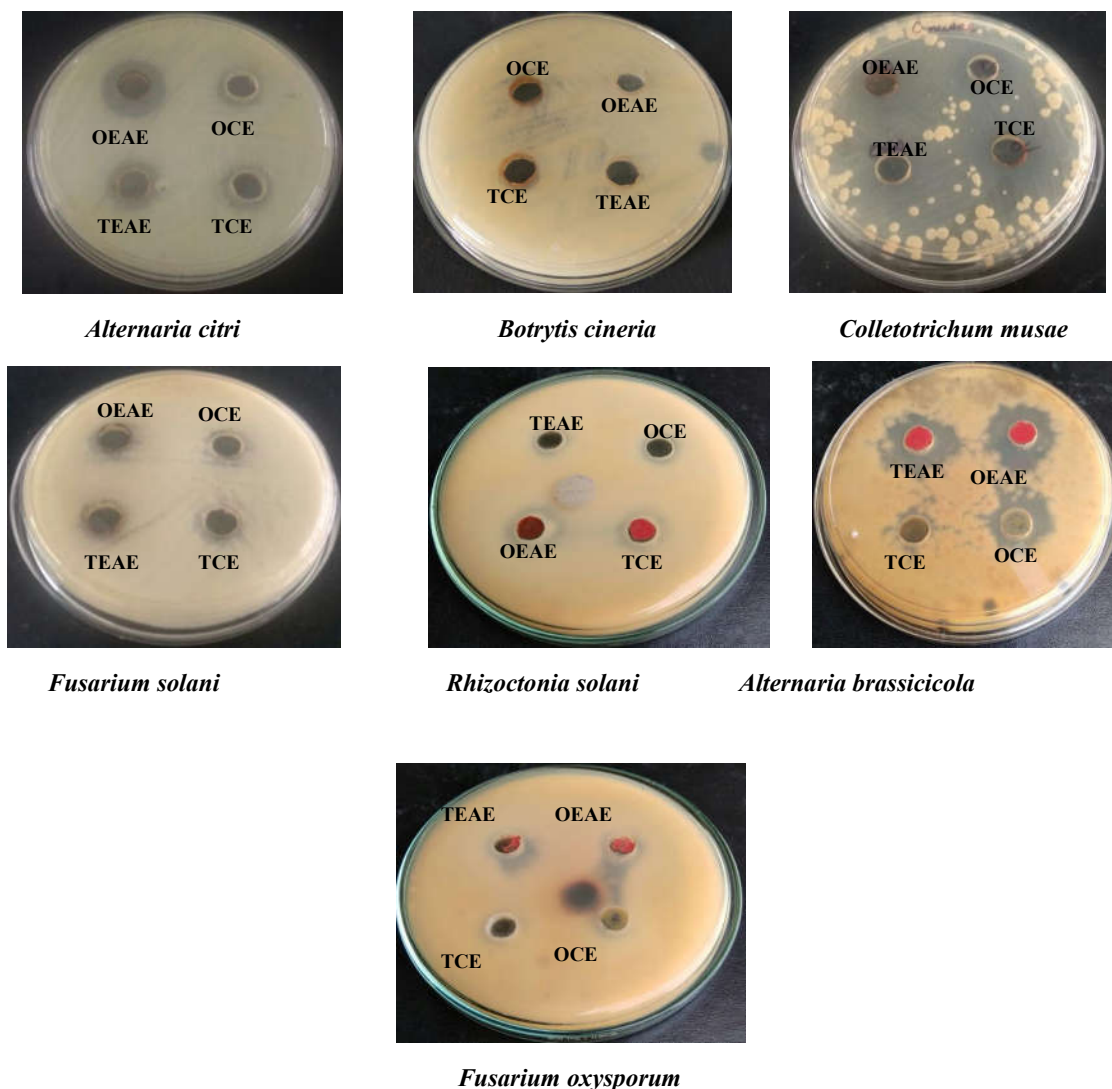 OEAE OCE
TEAE TCE
Alternaria citri
OCE OEAE
TCE TEAE
Botrytis cineria
OEAE OCE
TEAE TCE
Colletotrichum musae
OEAE OCE
TEAE TCE
Fusarium solani
TEAE OCE
OEAE TCE
Rhizoctonia solani
TEAE OEAE
TCE OCE
Alternaria brassicicola
TEAE OEAE
TCE OCE
Fusarium oxysporum